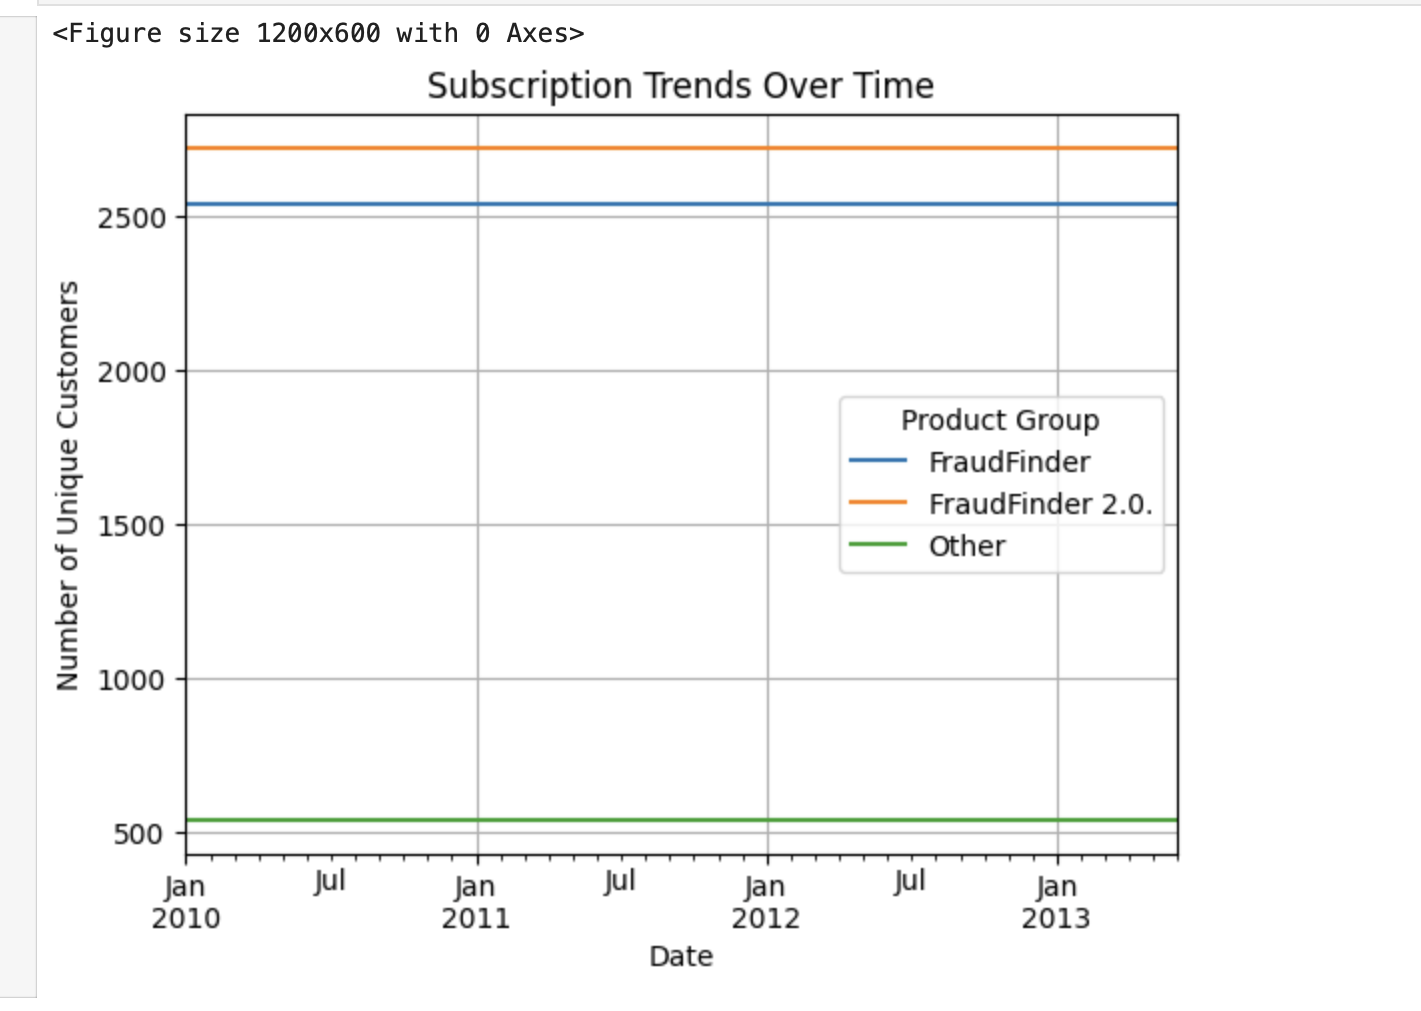 <Figure size 1200x600 with 0 Axes>
Subscription Trends Over Time
Number of Unique Customers
2500
2000
1500
1000
500
Product Group
FraudFinder
FraudFinder 2.0.
Other
Jan Jul Jan Jul Jan Jul Jan
2010 2011 2012 2013
Date